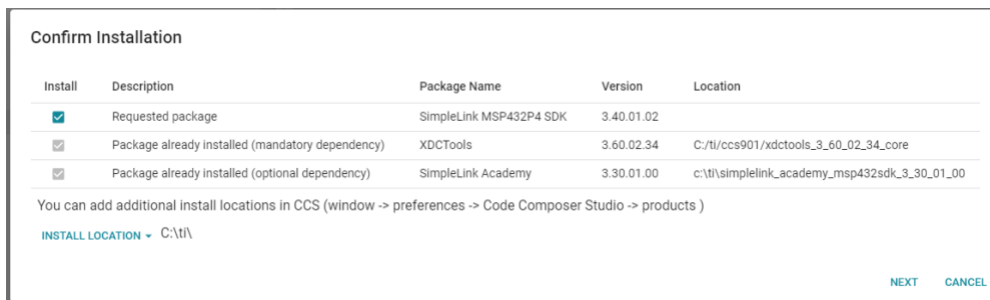 Confirm Installation
Install Description Package Name Version Location
Requested package SimpleLink MSP432P4 SDK 3.40.01.02
Package already installed (mandatory dependency) XDCTools 3.60.02.34 C:/ti/ccs901/xdctools_3_60_02_34_core
Package already installed (optional dependency) SimpleLink Academy 3.30.01.00 c:\ti\simplelink_academy_msp432sdk_3_30_01_00
You can add additional install locations in CCS (window -> preferences -> Code Composer Studio -> products )
INSTALL LOCATION C:\ti\
NEXT CANCEL